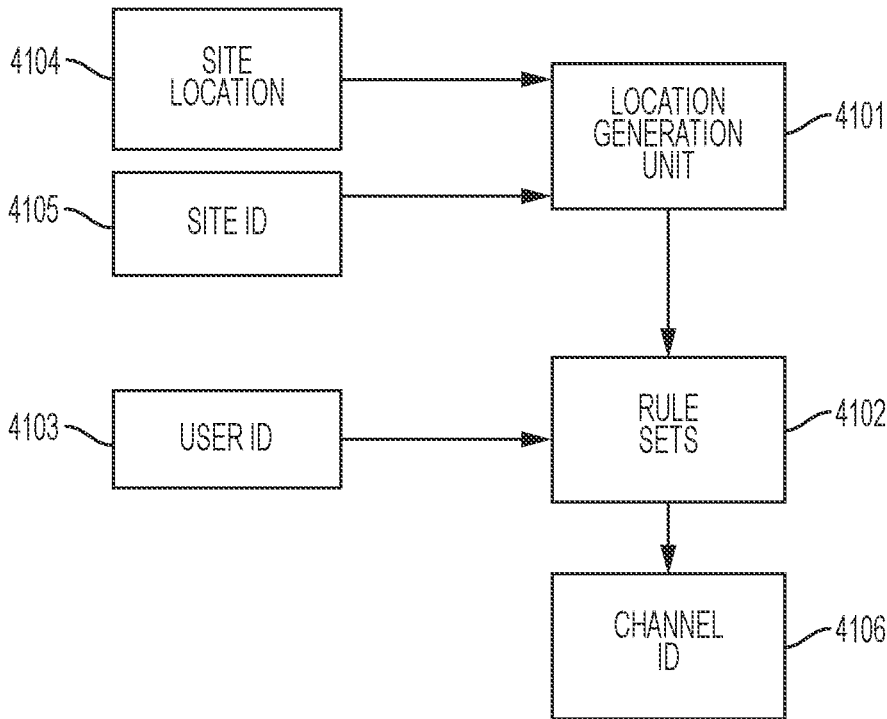 4104
SITE
LOCATION
LOCATION
GENERATION
UNIT
4101
4105
SITE ID
4103
USER ID
RULE
SETS
4102
CHANNEL
ID
4106